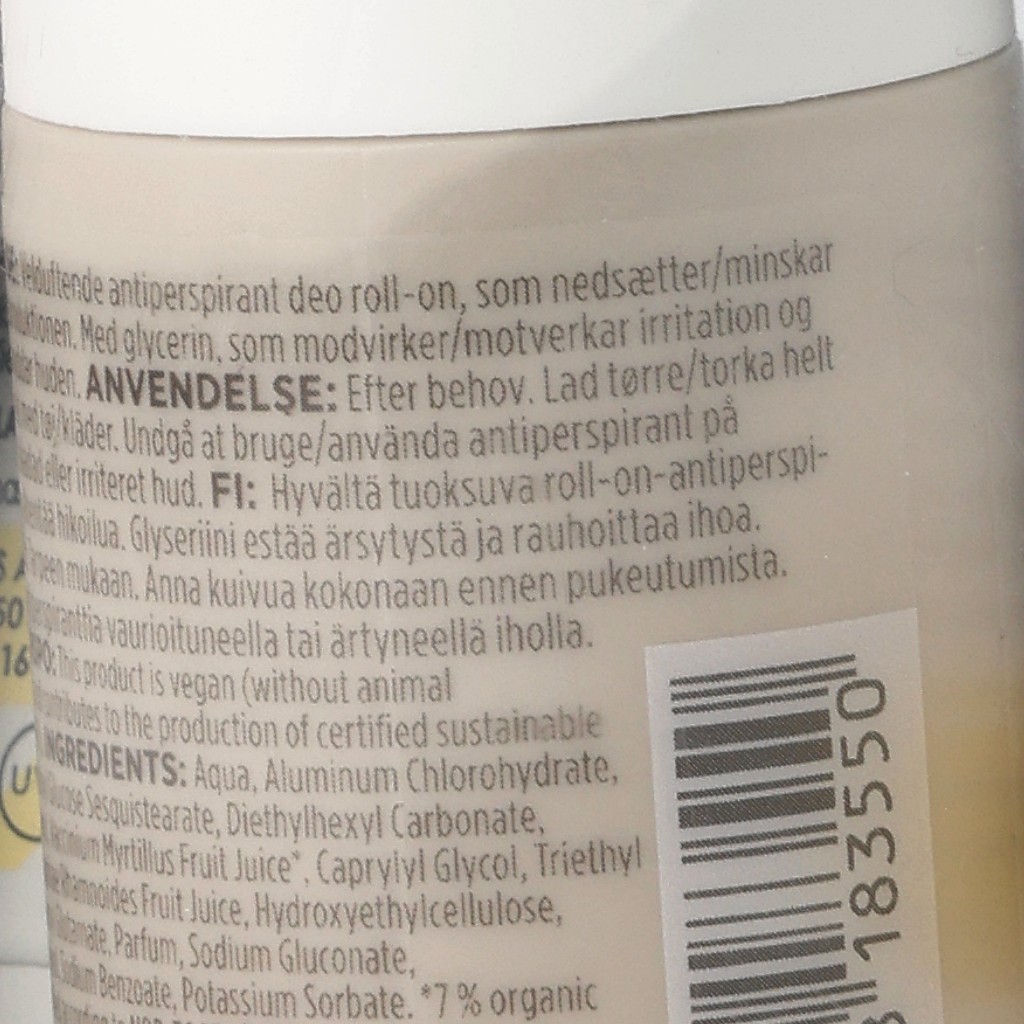 Velduftende antiperspirant deo roll-on, som nedsætter/minskar
Med glycerin, som modvirker/motverkar irritation og
huden. ANVENDELSE: Efter behov. Lad tørre/torka helt
tøj/kläder. Undgå at bruge/använda antiperspirant på
eller irriteret hud. FI: Hyvältä tuoksuva roll-on-antiperspi-
hikoilua. Glyseriini estää ärsytystä ja rauhoittaa ihoa.
mukaan. Anna kuivua kokonaan ennen pukeutumista.
vaurioituneella tai ärtyneellä iholla.
This product is vegan (without animal
contributes to the production of certified sustainable
INGREDIENTS: Aqua, Aluminum Chlorohydrate,
Sesquistearate, Diethylhexyl Carbonate,
Myrtillus Fruit Juice*, Caprylyl Glycol, Triethyl
Rhamnoides Fruit Juice, Hydroxyethylcellulose,
Parfum, Sodium Gluconate,
Sodium Benzoate, Potassium Sorbate. *7 % organic
183550